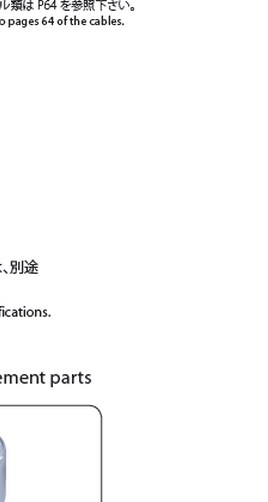 ル類は P64 を参照下さい。
o pages 64 of the cables.
、別途
fications.
ement parts